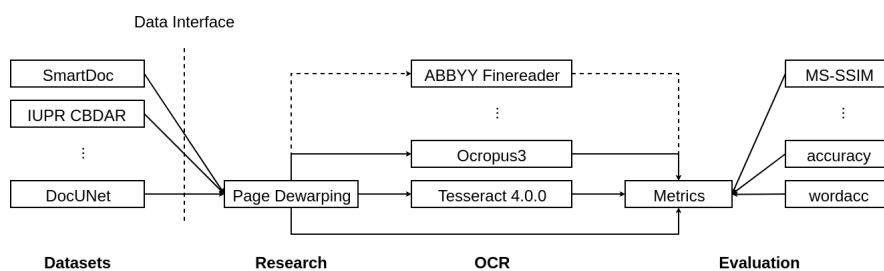 Data Interface
SmartDoc
ABBYY Finereader
MS-SSIM
IUPR CBDAR
...
...
...
Ocropus3
accuracy
DocUNet
Page Dewarping
Tesseract 4.0.0
Metrics
wordacc
Datasets
Research
OCR
Evaluation